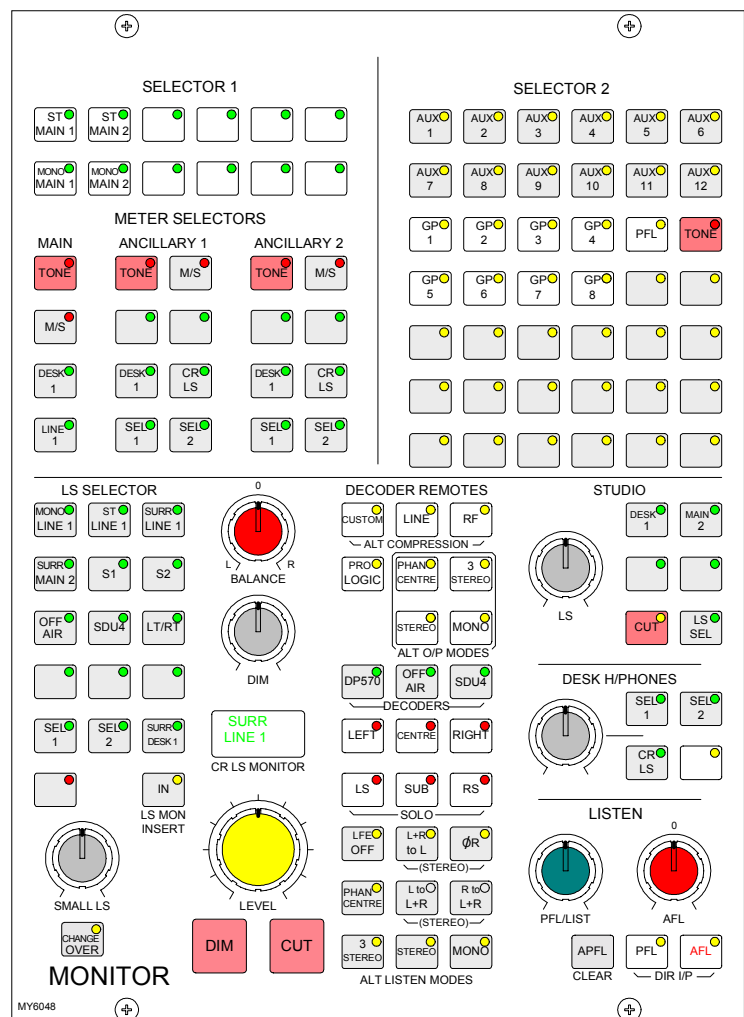 SELECTOR 1
ST
MAIN 1
ST
MAIN 2
MONO
MAIN 1
MONO
MAIN 2
METER SELECTORS
MAIN
ANCILLARY 1
ANCILLARY 2
TONE
TONE
M/S
TONE
M/S
M/S
DESK
1
DESK
1
CR
LS
DESK
1
CR
LS
LINE
1
SEL
1
SEL
2
SEL
1
SEL
2
SELECTOR 2
AUX
1
AUX
2
AUX
3
AUX
4
AUX
5
AUX
6
AUX
7
AUX
8
AUX
9
AUX
10
AUX
11
AUX
12
GP
1
GP
2
GP
3
GP
4
PFL
TONE
GP
5
GP
6
GP
7
GP
8
LS SELECTOR
MONO
LINE 1
ST
LINE 1
SURR
LINE 1
SURR
MAIN 2
S1
S2
OFF
AIR
SDU4
LT/RT
SEL
1
SEL
2
SURR
DESK 1
IN
LS MON
INSERT
SMALL LS
CHANGE
OVER
MONITOR
MY6048
0
L
R
BALANCE
DIM
SURR
LINE 1
CR LS MONITOR
LEVEL
DIM
CUT
DECODER REMOTES
CUSTOM
LINE
RF
ALT COMPRESSION
PRO
LOGIC
PHAN
CENTRE
3
STEREO
STEREO
MONO
ALT O/P MODES
DP570
OFF
AIR
SDU4
DECODERS
LEFT
CENTRE
RIGHT
LS
SUB
RS
SOLO
LFE
OFF
L+R
to L
ØR
(STEREO)
PHAN
CENTRE
L to
L+R
R to
L+R
(STEREO)
3
STEREO
STEREO
MONO
ALT LISTEN MODES
STUDIO
LS
DESK
1
MAIN
2
CUT
LS
SEL
DESK H/PHONES
SEL
1
SEL
2
CR
LS
LISTEN
PFL/LIST
0
AFL
APFL
CLEAR
PFL
AFL
DIR I/P